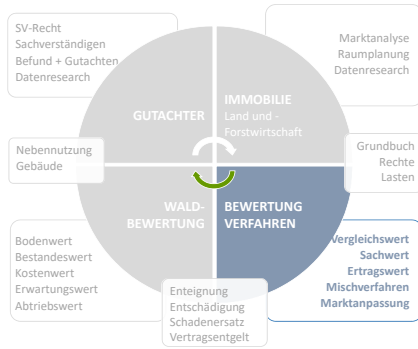 SV-Recht
Sachverständigen
Befund + Gutachten
Datenresearch
Marktanalyse
Raumplanung
Datenresearch
GUTACHTER
IMMOBILIE
Land und -
Forstwirtschaft
Nebennutzung
Gebäude
Grundbuch
Rechte
Lasten
WALD-
BEWERTUNG
BEWERTUNG
VERFAHREN
Bodenwert
Bestandeswert
Kostenwert
Erwartungswert
Abtriebswert
Enteignung
Entschädigung
Schadenersatz
Vertragsentgelt
Vergleichswert
Sachwert
Ertragswert
Mischverfahren
Marktanpassung